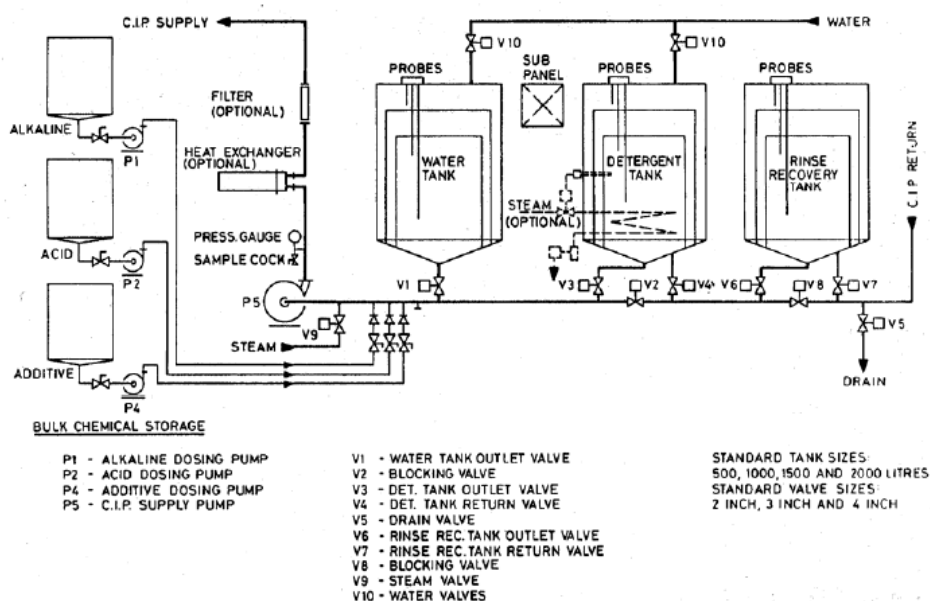 C.I.P. SUPPLY
WATER
V10
V10
PROBES
SUB
PANEL
PROBES
PROBES
FILTER
(OPTIONAL)
ALKALINE
P1
HEAT EXCHANGER
(OPTIONAL)
WATER
TANK
DETERGENT
TANK
RINSE
RECOVERY
TANK
C.I.P. RETURN
STEAM
(OPTIONAL)
PRESS. GAUGE
SAMPLE COCK
ACID
P2
V1
V3
V2
V4
V6
V8
V7
P5
V9
STEAM
V5
DRAIN
ADDITIVE
P4
BULK CHEMICAL STORAGE
P1 - ALKALINE DOSING PUMP
P2 - ACID DOSING PUMP
P4 - ADDITIVE DOSING PUMP
P5 - C.I.P. SUPPLY PUMP
V1 - WATER TANK OUTLET VALVE
V2 - BLOCKING VALVE
V3 - DET. TANK OUTLET VALVE
V4 - DET. TANK RETURN VALVE
V5 - DRAIN VALVE
V6 - RINSE REC. TANK OUTLET VALVE
V7 - RINSE REC. TANK RETURN VALVE
V8 - BLOCKING VALVE
V9 - STEAM VALVE
V10 - WATER VALVES
STANDARD TANK SIZES:
500, 1000, 1500 AND 2000 LITRES
STANDARD VALVE SIZES:
2 INCH, 3 INCH AND 4 INCH